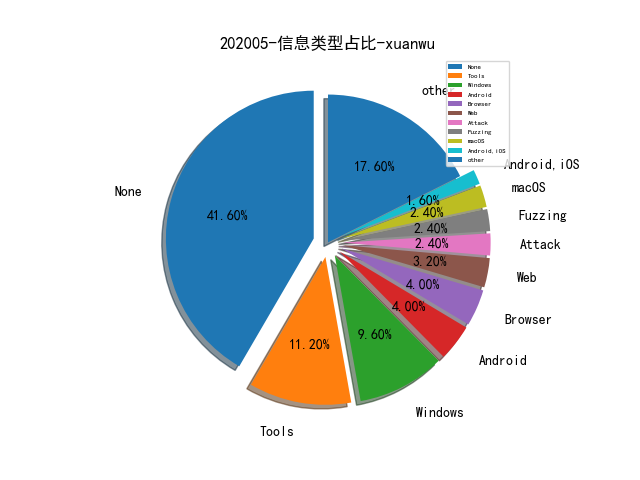 202005-信息类型占比-xuanwu
None
Tools
Windows
Android
Browser
Web
Attack
Fuzzing
macOS
Android,iOS
other
other
17.60%
Android,iOS
1.60%
macOS
2.40%
Fuzzing
2.40%
Attack
2.40%
Web
3.20%
Browser
4.00%
Android
4.00%
Windows
9.60%
Tools
11.20%
None
41.60%